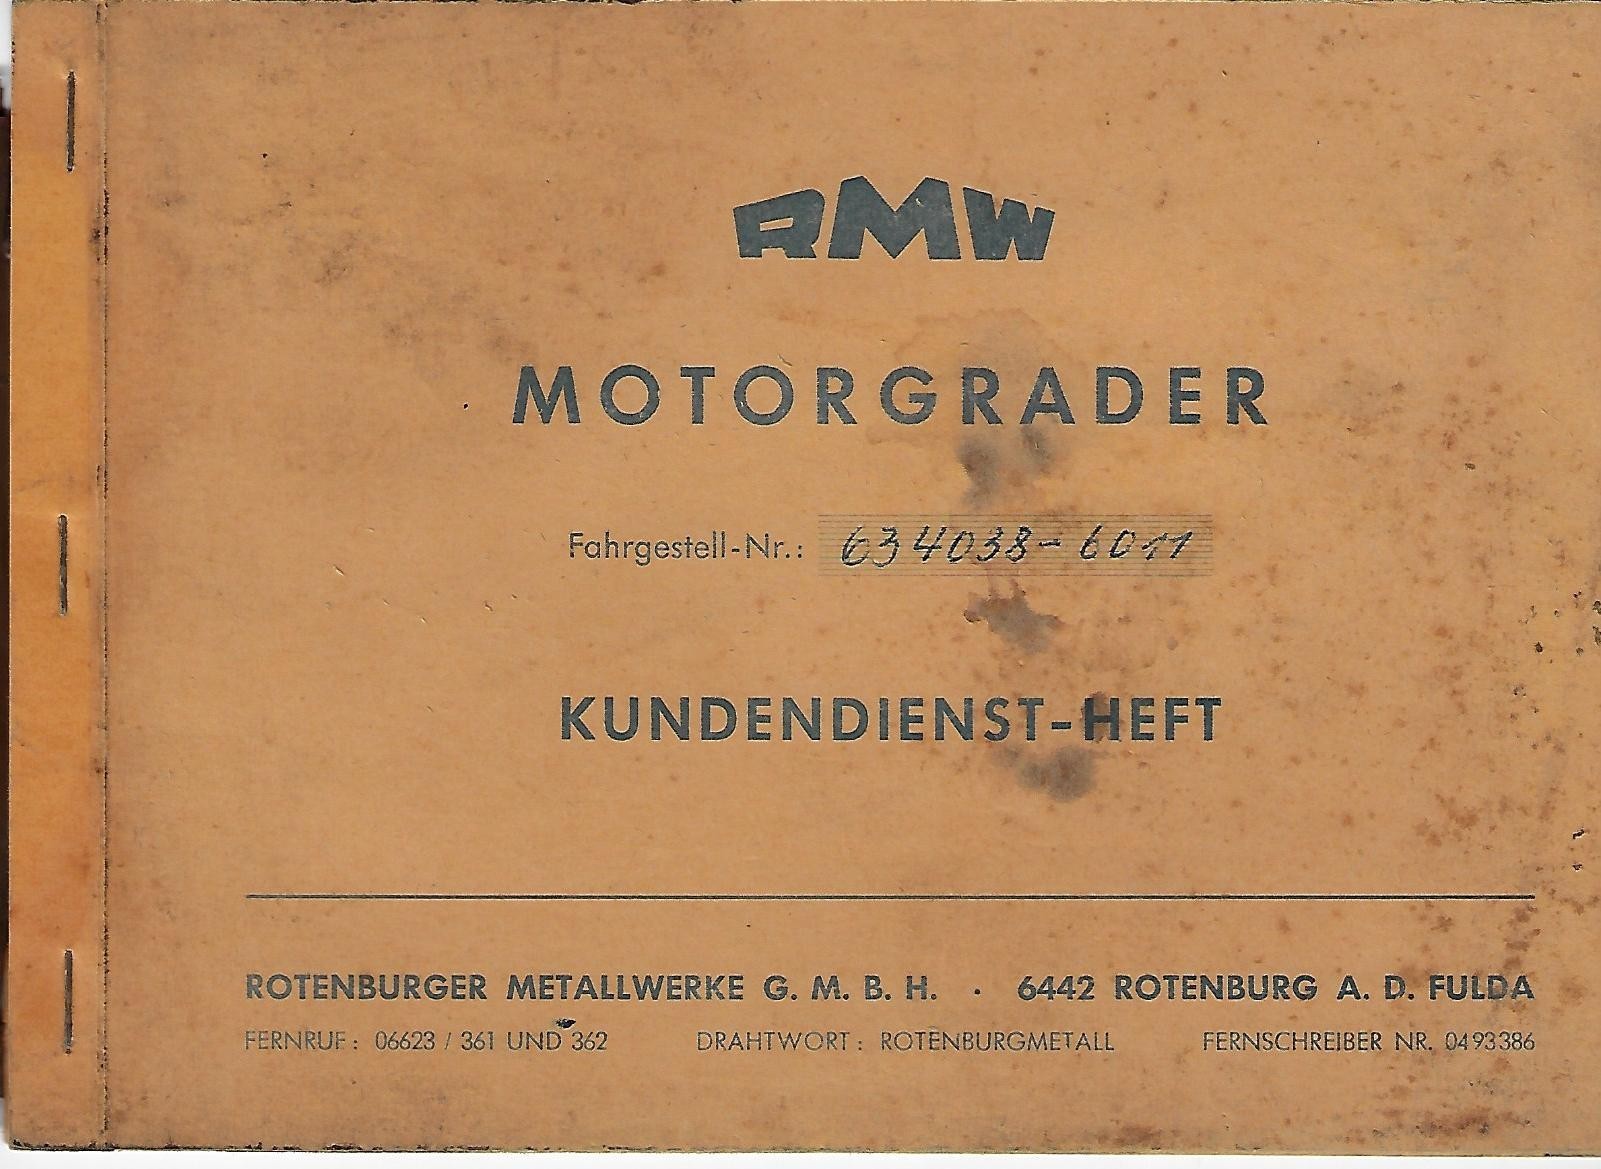 RMW
MOTORGRADER
Fahrgestell-Nr.: 634038-6011
KUNDENDIENST-HEFT
ROTENBURGER METALLWERKE G. M. B. H. · 6442 ROTENBURG A. D. FULDA
FERNRUF: 06623 / 361 UND 362 DRAHTWORT: ROTENBURGMETALL FERNSCHREIBER NR. 0493386